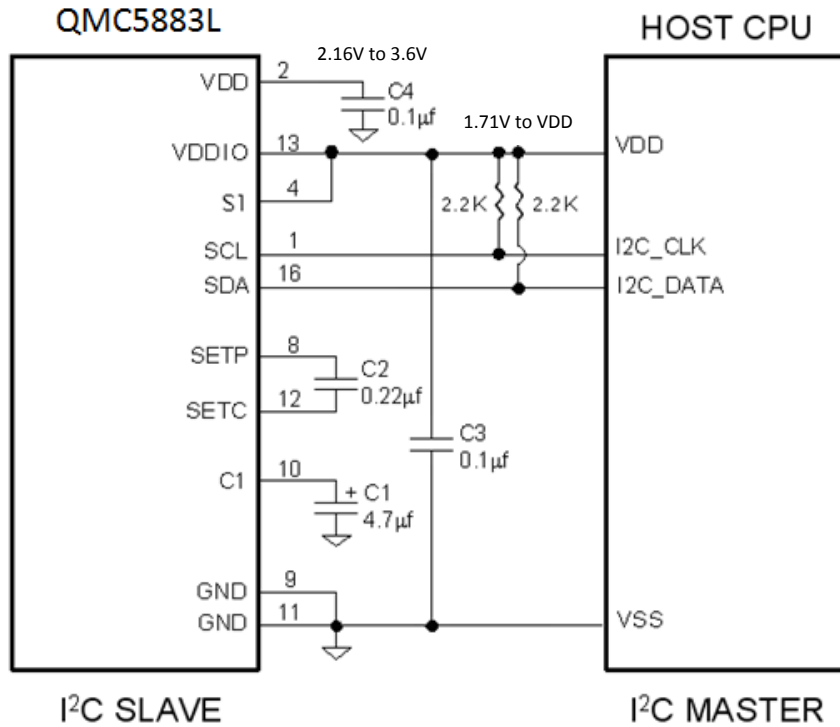 QMC5883L
HOST CPU
2.16V to 3.6V
VDD 2
C4
0.1µf
1.71V to VDD
VDDIO 13
VDD
S1 4
2.2K 2.2K
SCL 1
I2C_CLK
SDA 16
I2C_DATA
SETP 8
C2
0.22µf
SETC 12
C3
0.1µf
C1 10
+ C1
4.7µf
GND 9
GND 11
VSS
I²C SLAVE
I²C MASTER